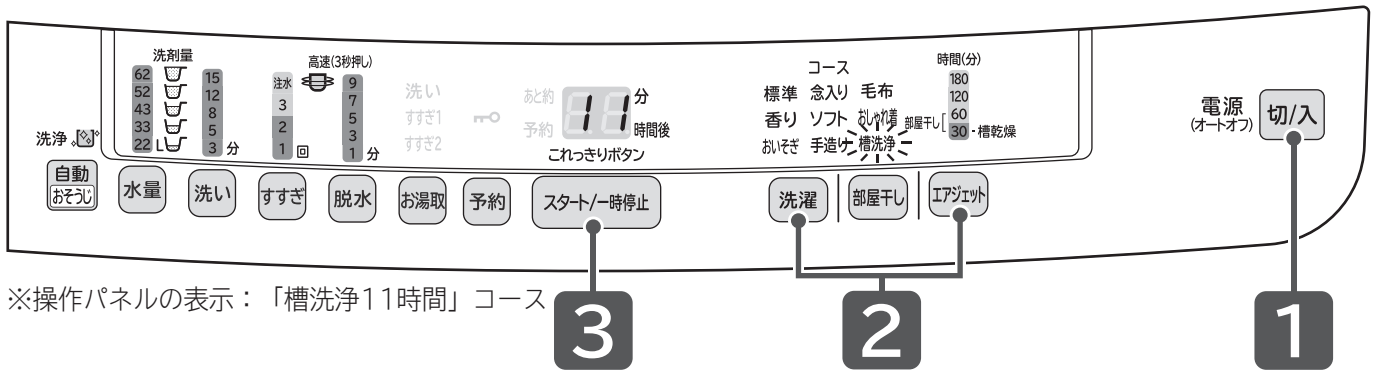 洗剤量
62
52
43
33
22 L
15
12
8
5
3 分
注水
3
2
1 回
高速(3秒押し)
9
7
5
3
1 分
洗い
すすぎ1
すすぎ2
あと約
予約
11
分
時間後
これっきりボタン
コース
標準 念入り 毛布
香り ソフト おしゃれ着
おいそぎ 手造り 槽洗浄
時間(分)
180
120
部屋干し[ 60
30 - 槽乾燥
電源
(オートオフ)
切/入
洗浄
自動
おそうじ
水量
洗い
すすぎ
脱水
お湯取
予約
スタート/一時停止
洗濯
部屋干し
エアジェット
※操作パネルの表示:「槽洗浄11時間」コース
3
2
1